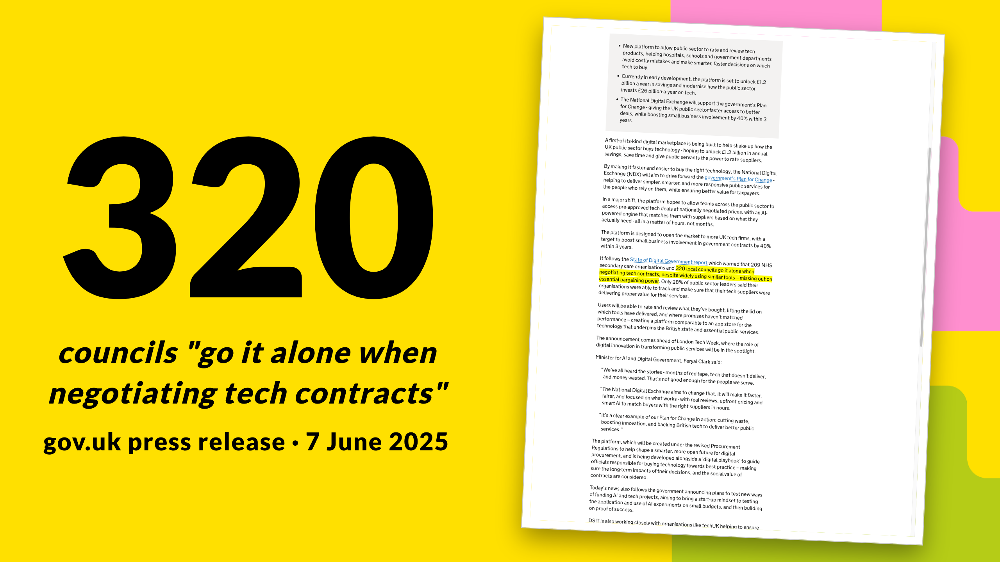 320
councils "go it alone when
negotiating tech contracts"
gov.uk press release • 7 June 2025
• New platform to allow public sector to rate and review tech
products, helping hospitals, schools and government departments
avoid costly mistakes and make smarter, faster decisions on which
tech to buy.
• Currently in early development, the platform is set to unlock £1.2
billion a year in savings and modernise how the public sector
invests £26 billion-a-year on tech.
• The National Digital Exchange will support the government's Plan
for Change - giving the UK public sector faster access to better
deals, while boosting small business involvement by 40% within 3
years.
A first-of-its-kind digital marketplace is being built to help shake up how the
UK public sector buys technology - hoping to unlock £1.2 billion in annual
savings, save time and give public servants the power to rate suppliers.
By making it faster and easier to buy the right technology, the National Digital
Exchange (NDX) will aim to drive forward the government's Plan for Change -
helping to deliver simpler, smarter, and more responsive public services for
the people who rely on them, while ensuring better value for taxpayers.
In a major shift, the platform hopes to allow teams across the public sector to
access pre-approved tech deals at nationally negotiated prices, with an AI-
powered engine that matches them with suppliers based on what they
actually need - all in a matter of hours, not months.
The platform is designed to open the market to more UK tech firms, with a
target to boost small business involvement in government contracts by 40%
within 3 years.
It follows the State of Digital Government report which warned that 209 NHS
secondary care organisations and 320 local councils go it alone when
negotiating tech contracts, despite widely using similar tools – missing out on
essential bargaining power. Only 28% of public sector leaders said their
organisations were able to track and make sure that their tech suppliers were
delivering proper value for their services.
Users will be able to rate and review what they've bought, lifting the lid on
which tools have delivered, and where promises haven't matched
performance – creating a platform comparable to an app store for the
technology that underpins the British state and essential public services.
The announcement comes ahead of London Tech Week, where the role of
digital innovation in transforming public services will be in the spotlight.
Minister for AI and Digital Government, Feryal Clark said:
"We've all heard the stories - months of red tape, tech that doesn't deliver,
and money wasted. That's not good enough for the people we serve.
"The National Digital Exchange aims to change that. It will make it faster,
fairer, and focused on what works - with real reviews, upfront pricing and
smart AI to match buyers with the right suppliers in hours.
"It's a clear example of our Plan for Change in action: cutting waste,
boosting innovation, and backing British tech to deliver better public
services."
The platform, which will be created under the revised Procurement
Regulations to help shape a smarter, more open future for digital
procurement, and is being developed alongside a 'digital playbook' to guide
officials responsible for buying technology towards best practice – making
sure the long-term impacts of their decisions, and the social value of
contracts are considered.
Today's news also follows the government announcing plans to test new ways
of funding AI and tech projects, aiming to bring a start-up mindset to testing
the application and use of AI experiments on small budgets, and then building
on proof of success.
DSIT is also working closely with organisations like techUK helping to ensure